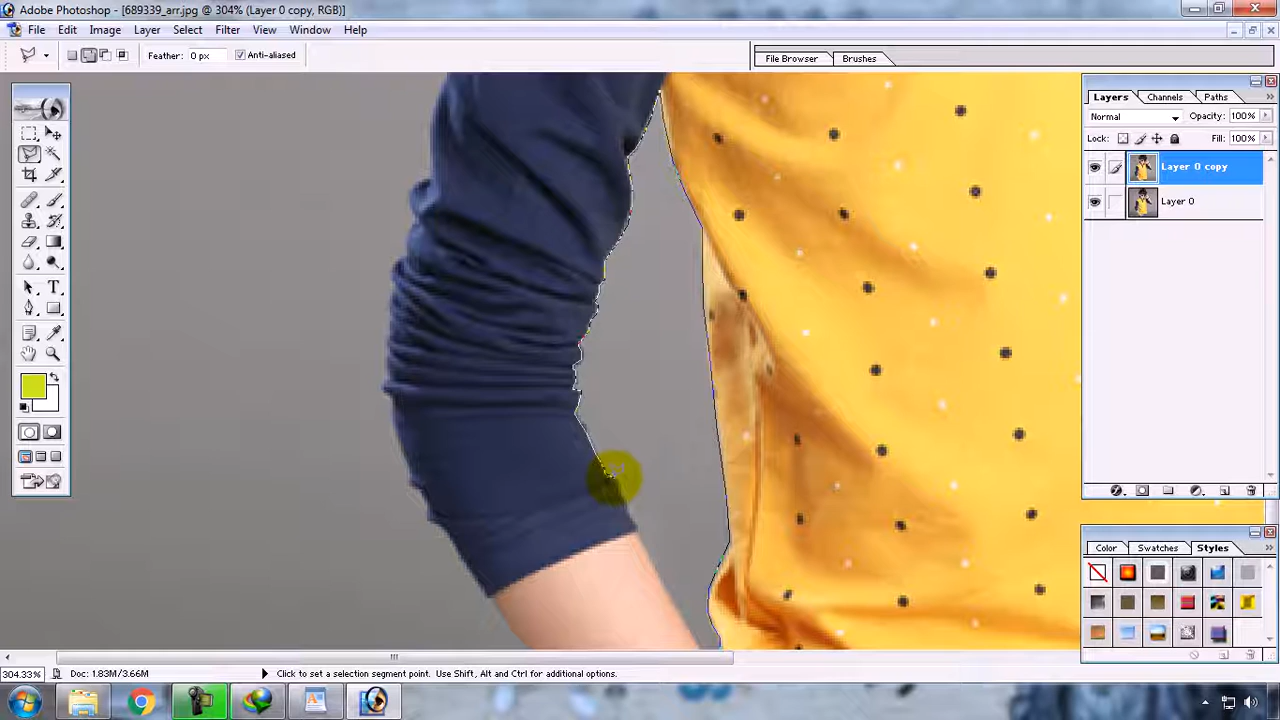 Adobe Photoshop - [689339_arr.jpg @ 304% (Layer 0 copy, RGB)]
File Edit Image Layer Select Filter View Window Help
Feather: 0 px Anti-aliased File Browser Brushes
Layers Channels Paths
Normal Opacity: 100%
Lock: Fill: 100%
Layer 0 copy
Layer 0
Color Swatches Styles
304.33% Doc: 1.83M/3.66M Click to set a selection segment point. Use Shift, Alt and Ctrl for additional options.